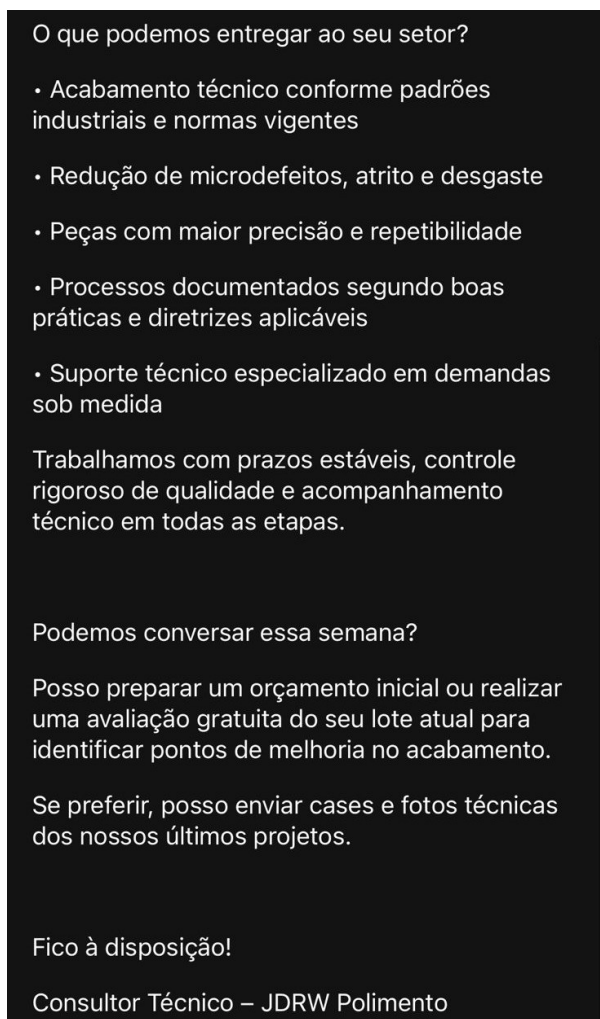 O que podemos entregar ao seu setor?
• Acabamento técnico conforme padrões
industriais e normas vigentes
• Redução de microdefeitos, atrito e desgaste
• Peças com maior precisão e repetibilidade
• Processos documentados segundo boas
práticas e diretrizes aplicáveis
• Suporte técnico especializado em demandas
sob medida
Trabalhamos com prazos estáveis, controle
rigoroso de qualidade e acompanhamento
técnico em todas as etapas.
Podemos conversar essa semana?
Posso preparar um orçamento inicial ou realizar
uma avaliação gratuita do seu lote atual para
identificar pontos de melhoria no acabamento.
Se preferir, posso enviar cases e fotos técnicas
dos nossos últimos projetos.
Fico à disposição!
Consultor Técnico – JDRW Polimento